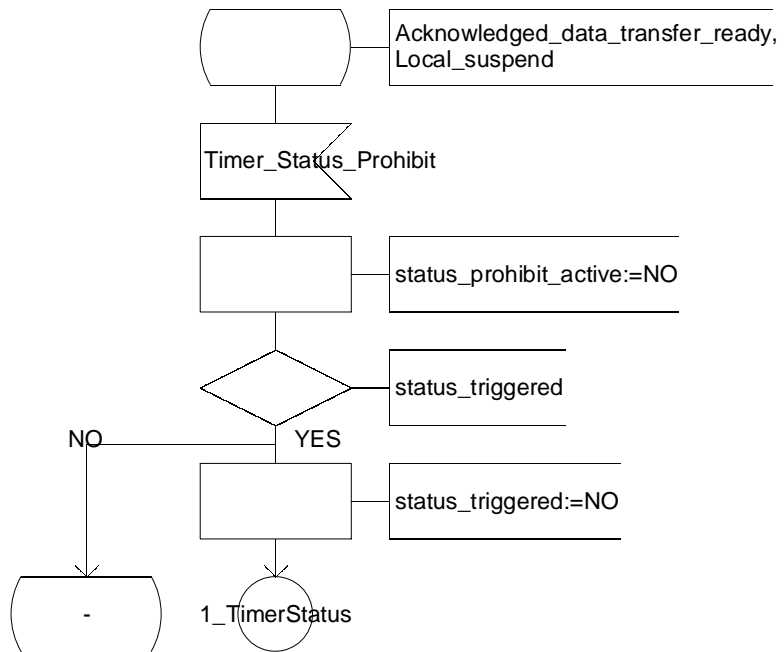 Acknowledged_data_transfer_ready,
Local_suspend
Timer_Status_Prohibit
status_prohibit_active:=NO
status_triggered
NO
YES
status_triggered:=NO
-
1_TimerStatus